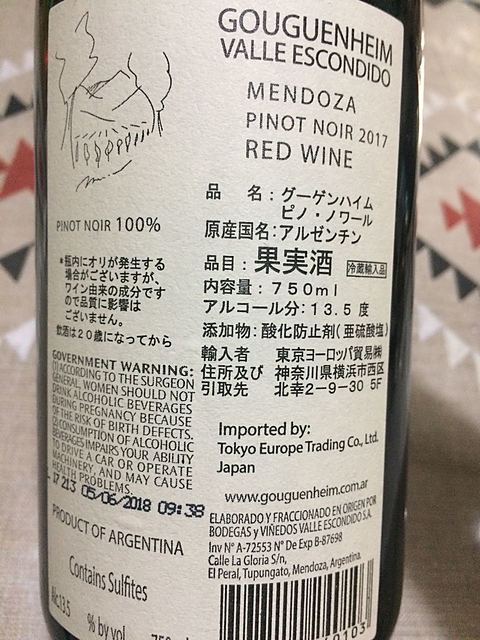 GOUGUENHEIM
VALLE ESCONDIDO
MENDOZA
PINOT NOIR 2017
RED WINE
PINOT NOIR 100%
品 名:グーゲンハイム
ピノ・ノワール
原産国名:アルゼンチン
品目:果実酒 冷蔵輸入品
内容量:750ml
アルコール分:13.5 度
添加物:酸化防止剤(亜硫酸塩)
輸入者 東京ヨーロッパ貿易㈱
住所及び 神奈川県横浜市西区
引取先 北幸2-9-30 5F
*瓶内にオリが発生する
場合がございますが、
ワイン由来の成分です
ので品質に影響は
ございません。
飲酒は20歳になってから
GOVERNMENT WARNING:
(1) ACCORDING TO THE SURGEON
GENERAL, WOMEN SHOULD NOT
DRINK ALCOHOLIC BEVERAGES
DURING PREGNANCY BECAUSE
OF THE RISK OF BIRTH DEFECTS.
(2) CONSUMPTION OF ALCOHOLIC
BEVERAGES IMPAIRS YOUR ABILITY
TO DRIVE A CAR OR OPERATE
MACHINERY, AND MAY CAUSE
HEALTH PROBLEMS.
17 213 05/06/2018 09:38
PRODUCT OF ARGENTINA
Contains Sulfites
Alc.13.5 % by vol
Imported by:
Tokyo Europe Trading Co., Ltd.
Japan
www.gouguenheim.com.ar
ELABORADO Y FRACCIONADO EN ORIGEN POR
BODEGAS y VIÑEDOS VALLE ESCONDIDO S.A.
Inv N° A-72553 N° De Exp B-87698
Calle La Gloria S/n,
El Peral, Tupungato, Mendoza, Argentina.